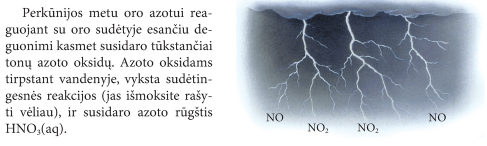 Perkūnijos metu oro azotui rea-
guojant su oro sudėtyje esančiu de-
guonimi kasmet susidaro tūkstančiai
tonų azoto oksidų. Azoto oksidams
tirpstant vandenyje, vyksta sudėtin-
gesnės reakcijos (jas išmoksite rašy-
ti vėliau), ir susidaro azoto rūgštis
HNO₃(aq).
NO
NO₂
NO₂
NO